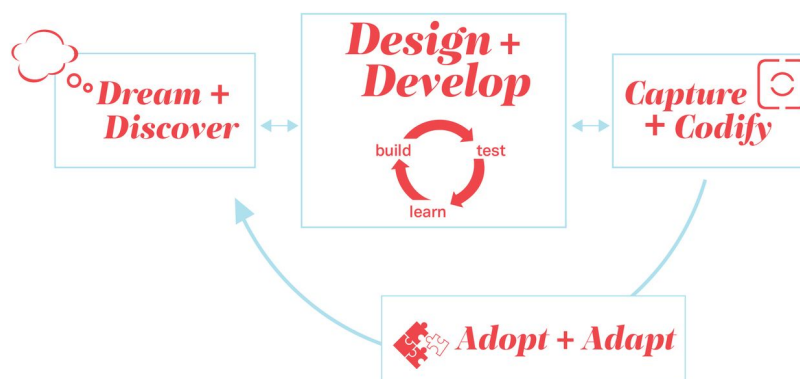 Dream +
Discover
Design +
Develop
build
test
learn
Capture
+ Codify
Adopt + Adapt